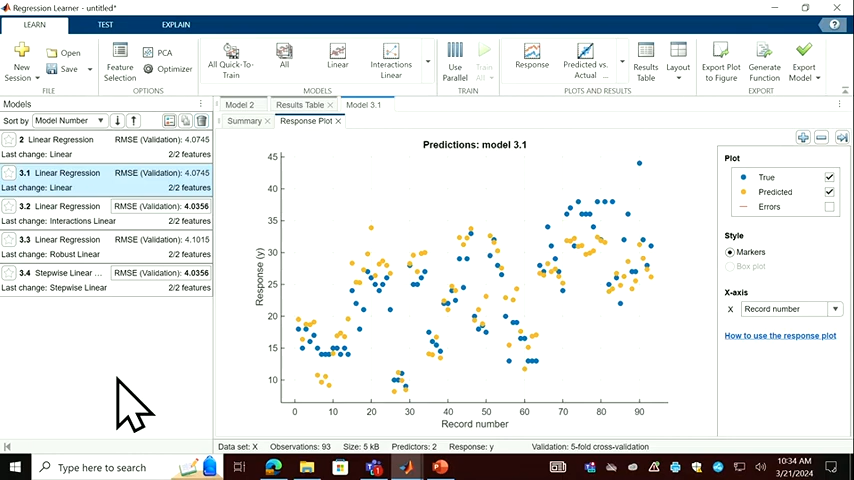 Regression Learner - untitled*
LEARN TEST EXPLAIN ?
New Session Open Save
Feature Selection PCA Optimizer
All Quick-To-Train All Linear Interactions Linear
Use Parallel Train All
Response Predicted vs. Actual ... Results Table Layout
Export Plot to Figure Generate Function Export Model
FILE OPTIONS MODELS TRAIN PLOTS AND RESULTS EXPORT
Models
Sort by Model Number
2 Linear Regression RMSE (Validation): 4.0745
Last change: Linear 2/2 features
3.1 Linear Regression RMSE (Validation): 4.0745
Last change: Linear 2/2 features
3.2 Linear Regression RMSE (Validation): 4.0356
Last change: Interactions Linear 2/2 features
3.3 Linear Regression RMSE (Validation): 4.1015
Last change: Robust Linear 2/2 features
3.4 Stepwise Linear ... RMSE (Validation): 4.0356
Last change: Stepwise Linear 2/2 features
Model 2 Results Table Model 3.1
Summary Response Plot
Predictions: model 3.1
45
40
35
30
25
20
15
10
Response (y)
0 10 20 30 40 50 60 70 80 90
Record number
Plot
True
Predicted
Errors
Style
Markers
Box plot
X-axis
X Record number
How to use the response plot
Data set: X Observations: 93 Size: 5 kB Predictors: 2 Response: y Validation: 5-fold cross-validation
Type here to search
10:34 AM
3/21/2024